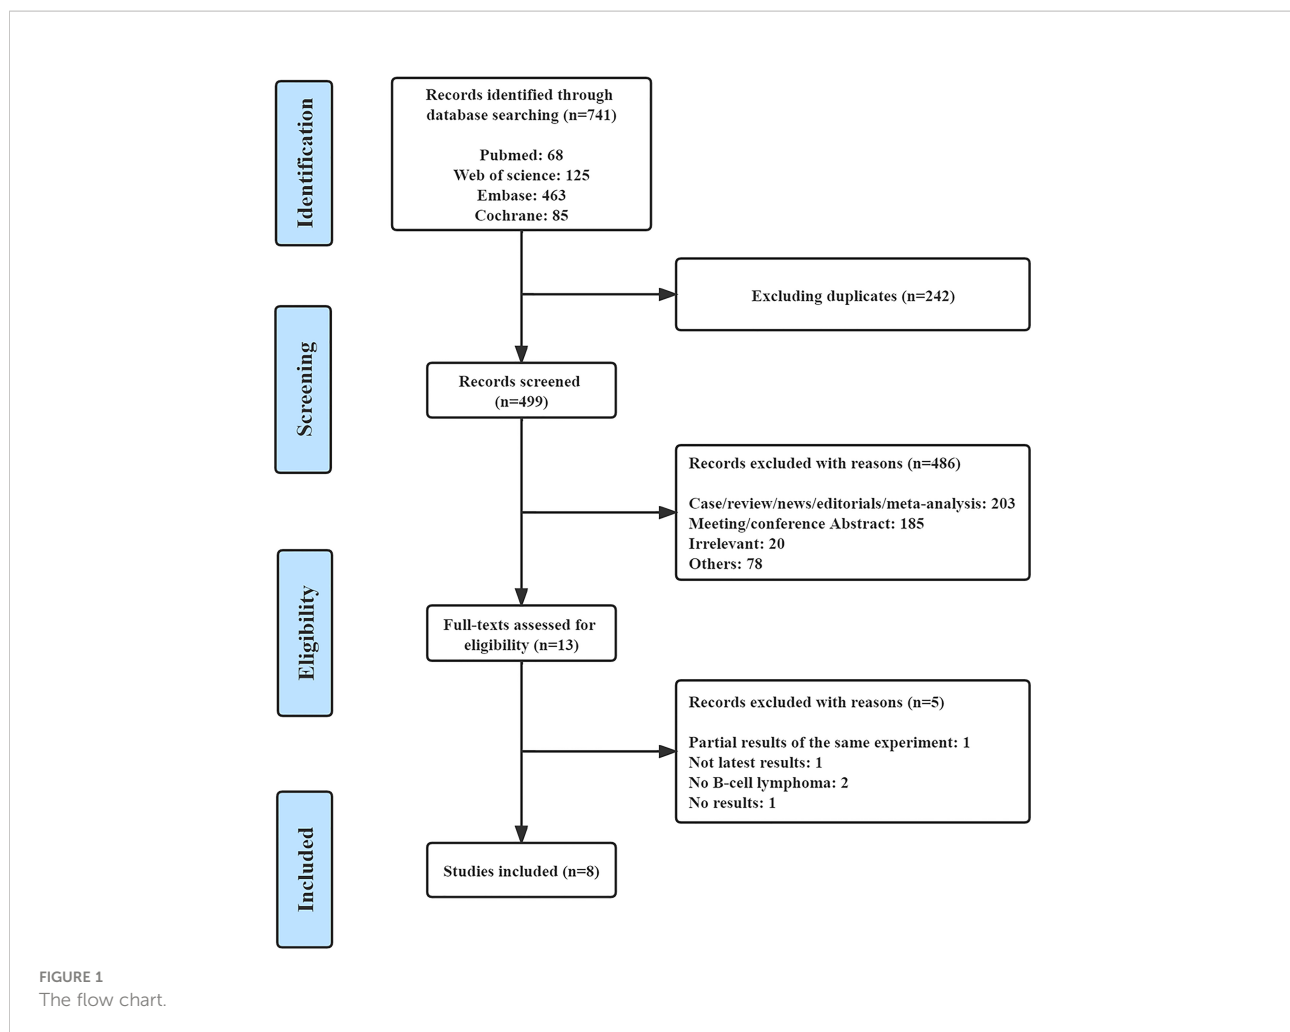 Identification
Records identified through
database searching (n=741)
Pubmed: 68
Web of science: 125
Embase: 463
Cochrane: 85
Excluding duplicates (n=242)
Screening
Records screened
(n=499)
Records excluded with reasons (n=486)
Case/review/news/editorials/meta-analysis: 203
Meeting/conference Abstract: 185
Irrelevant: 20
Others: 78
Eligibility
Full-texts assessed for
eligibility (n=13)
Records excluded with reasons (n=5)
Partial results of the same experiment: 1
Not latest results: 1
No B-cell lymphoma: 2
No results: 1
Included
Studies included (n=8)
FIGURE 1
The flow chart.